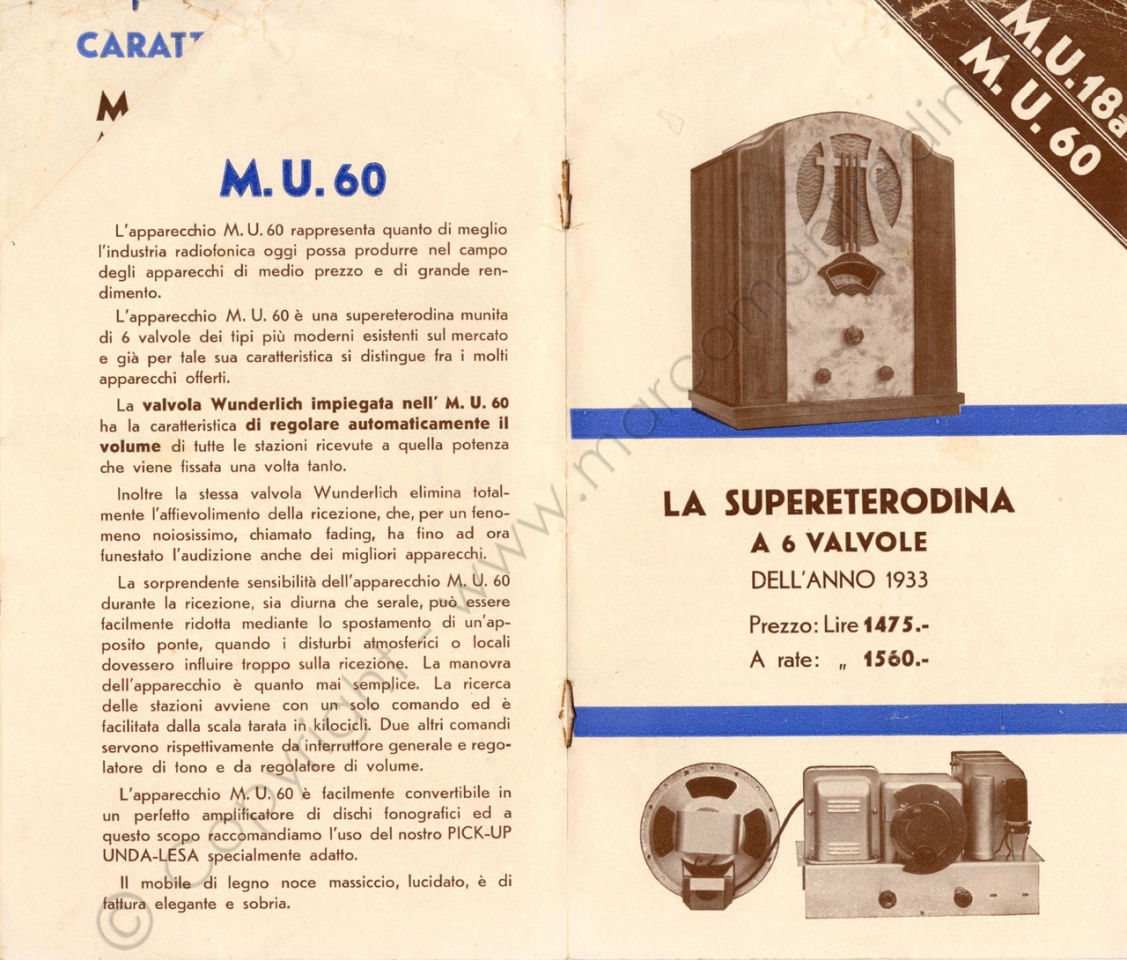 CARATT
M
M. U. 60
L'apparecchio M. U. 60 rappresenta quanto di meglio
l'industria radiofonica oggi possa produrre nel campo
degli apparecchi di medio prezzo e di grande ren-
dimento.
L'apparecchio M. U. 60 è una supereterodina munita
di 6 valvole dei tipi più moderni esistenti sul mercato
e già per tale sua caratteristica si distingue fra i molti
apparecchi offerti.
La valvola Wunderlich impiegata nell' M. U. 60
ha la caratteristica di regolare automaticamente il
volume di tutte le stazioni ricevute a quella potenza
che viene fissata una volta tanto.
Inoltre la stessa valvola Wunderlich elimina total-
mente l'affievolimento della ricezione, che, per un feno-
meno noiosissimo, chiamato fading, ha fino ad ora
funestato l'audizione anche dei migliori apparecchi.
La sorprendente sensibilità dell'apparecchio M. U. 60
durante la ricezione, sia diurna che serale, può essere
facilmente ridotta mediante lo spostamento di un'ap-
posito ponte, quando i disturbi atmosferici o locali
dovessero influire troppo sulla ricezione. La manovra
dell'apparecchio è quanto mai semplice. La ricerca
delle stazioni avviene con un solo comando ed è
facilitata dalla scala tarata in kilocicli. Due altri comandi
servono rispettivamente da interruttore generale e rego-
latore di tono e da regolatore di volume.
L'apparecchio M. U. 60 è facilmente convertibile in
un perfetto amplificatore di dischi fonografici ed a
questo scopo raccomandiamo l'uso del nostro PICK-UP
UNDA-LESA specialmente adatto.
Il mobile di legno noce massiccio, lucidato, è di
fattura elegante e sobria.
M.U.18a
M. U. 60
LA SUPERETERODINA
A 6 VALVOLE
DELL'ANNO 1933
Prezzo: Lire 1475.-
A rate: „ 1560.-